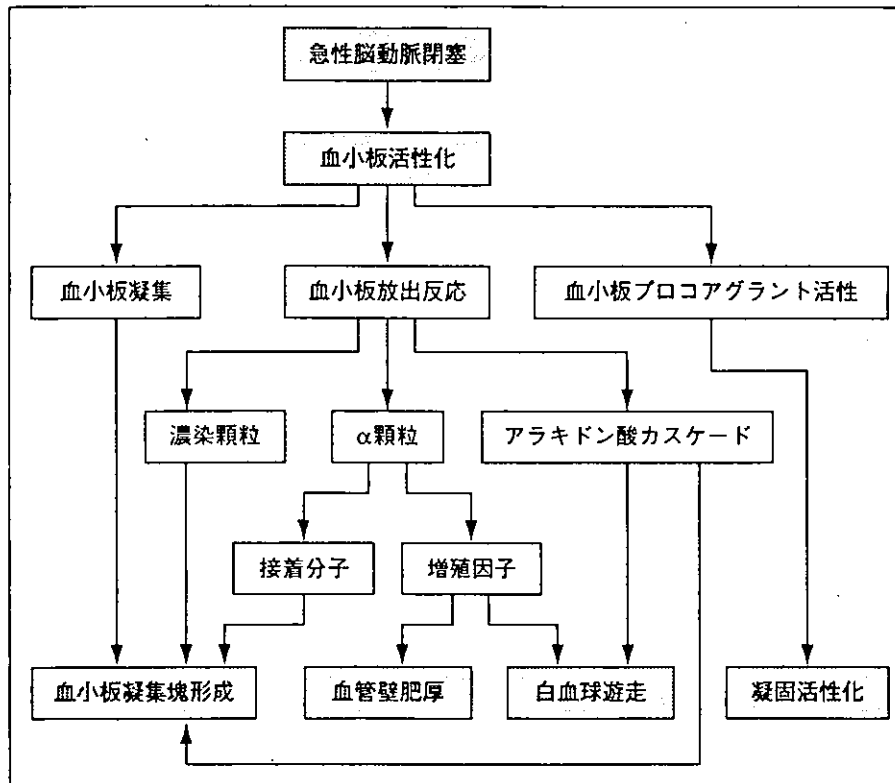 急性脳動脈閉塞
血小板活性化
血小板凝集
血小板放出反応
血小板プロコアグラント活性
濃染顆粒
α顆粒
アラキドン酸カスケード
接着分子
増殖因子
血小板凝集塊形成
血管壁肥厚
白血球遊走
凝固活性化